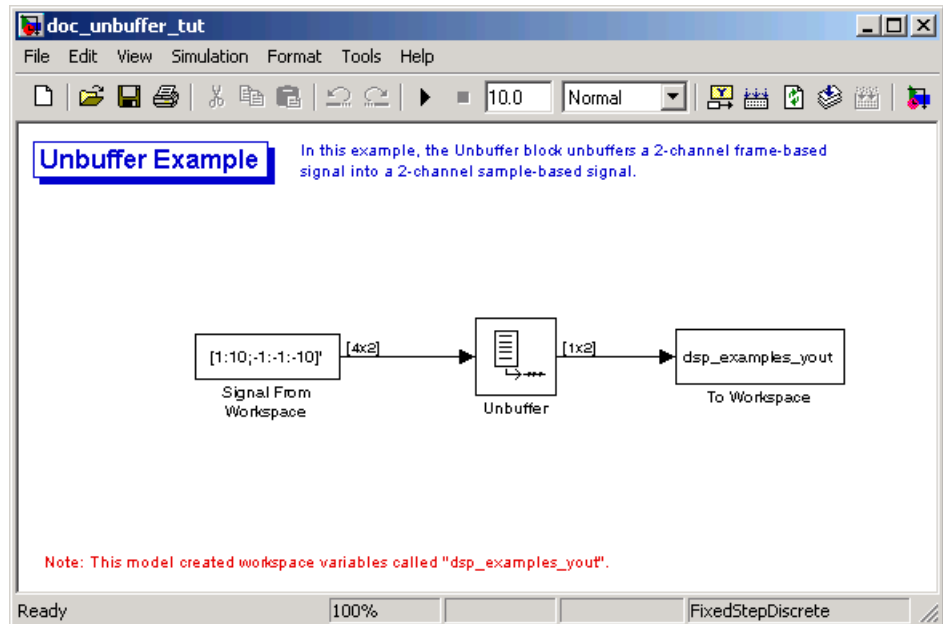 doc_unbuffer_tut
File Edit View Simulation Format Tools Help
10.0 Normal
Unbuffer Example
In this example, the Unbuffer block unbuffers a 2-channel frame-based
signal into a 2-channel sample-based signal.
[1:10;-1:-1:-10]'
[4x2]
[1x2]
dsp_examples_yout
Signal From
Workspace
Unbuffer
To Workspace
Note: This model created workspace variables called "dsp_examples_yout".
Ready 100% FixedStepDiscrete